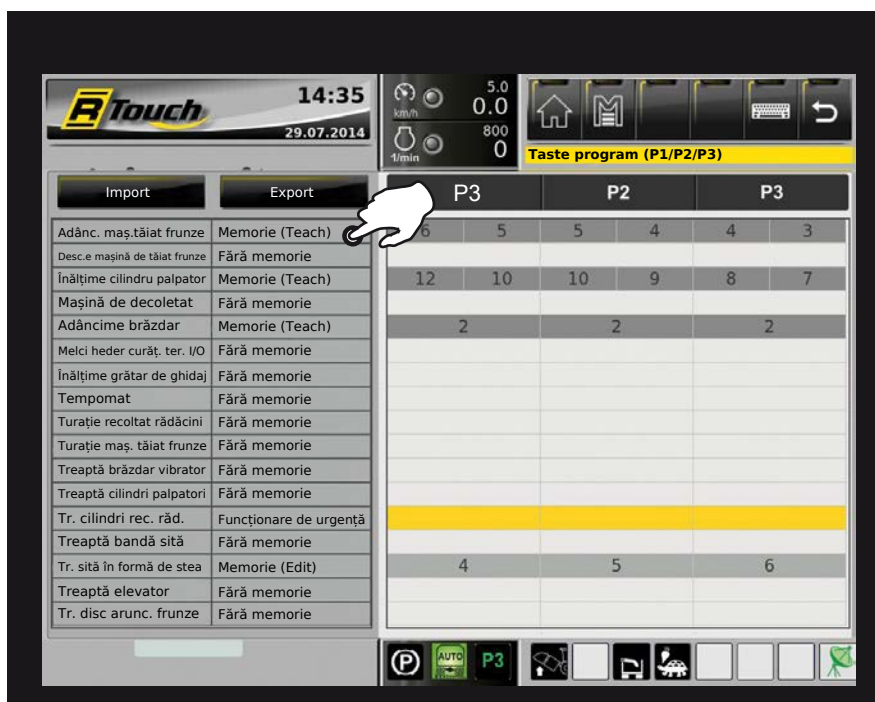 R Touch 14:35
29.07.2014
km/h 5.0
0.0
1/min 800
0
Taste program (P1/P2/P3)
Import Export P3 P2 P3
Adânc. maș.tăiat frunze Memorie (Teach) 6 5 5 4 4 3
Desc.e mașină de tăiat frunze Fără memorie
Înălțime cilindru palpator Memorie (Teach) 12 10 10 9 8 7
Mașină de decoletat Fără memorie
Adâncime brăzdar Memorie (Teach) 2 2 2
Melci heder curăț. ter. I/O Fără memorie
Înălțime grătar de ghidaj Fără memorie
Tempomat Fără memorie
Turație recoltat rădăcini Fără memorie
Turație maș. tăiat frunze Fără memorie
Treaptă brăzdar vibrator Fără memorie
Treaptă cilindri palpatori Fără memorie
Tr. cilindri rec. răd. Funcționare de urgență
Treaptă bandă sită Fără memorie
Tr. sită în formă de stea Memorie (Edit) 4 5 6
Treaptă elevator Fără memorie
Tr. disc arunc. frunze Fără memorie
P AUTO P3